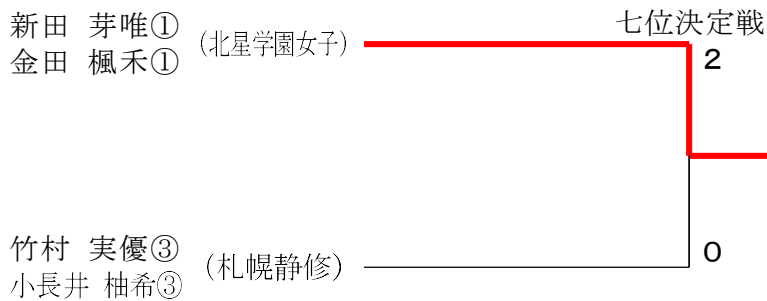 七位決定戦
新田 芽唯①
金田 楓禾①
(北星学園女子)
2
竹村 実優③
小長井 柚希③
(札幌静修)
0